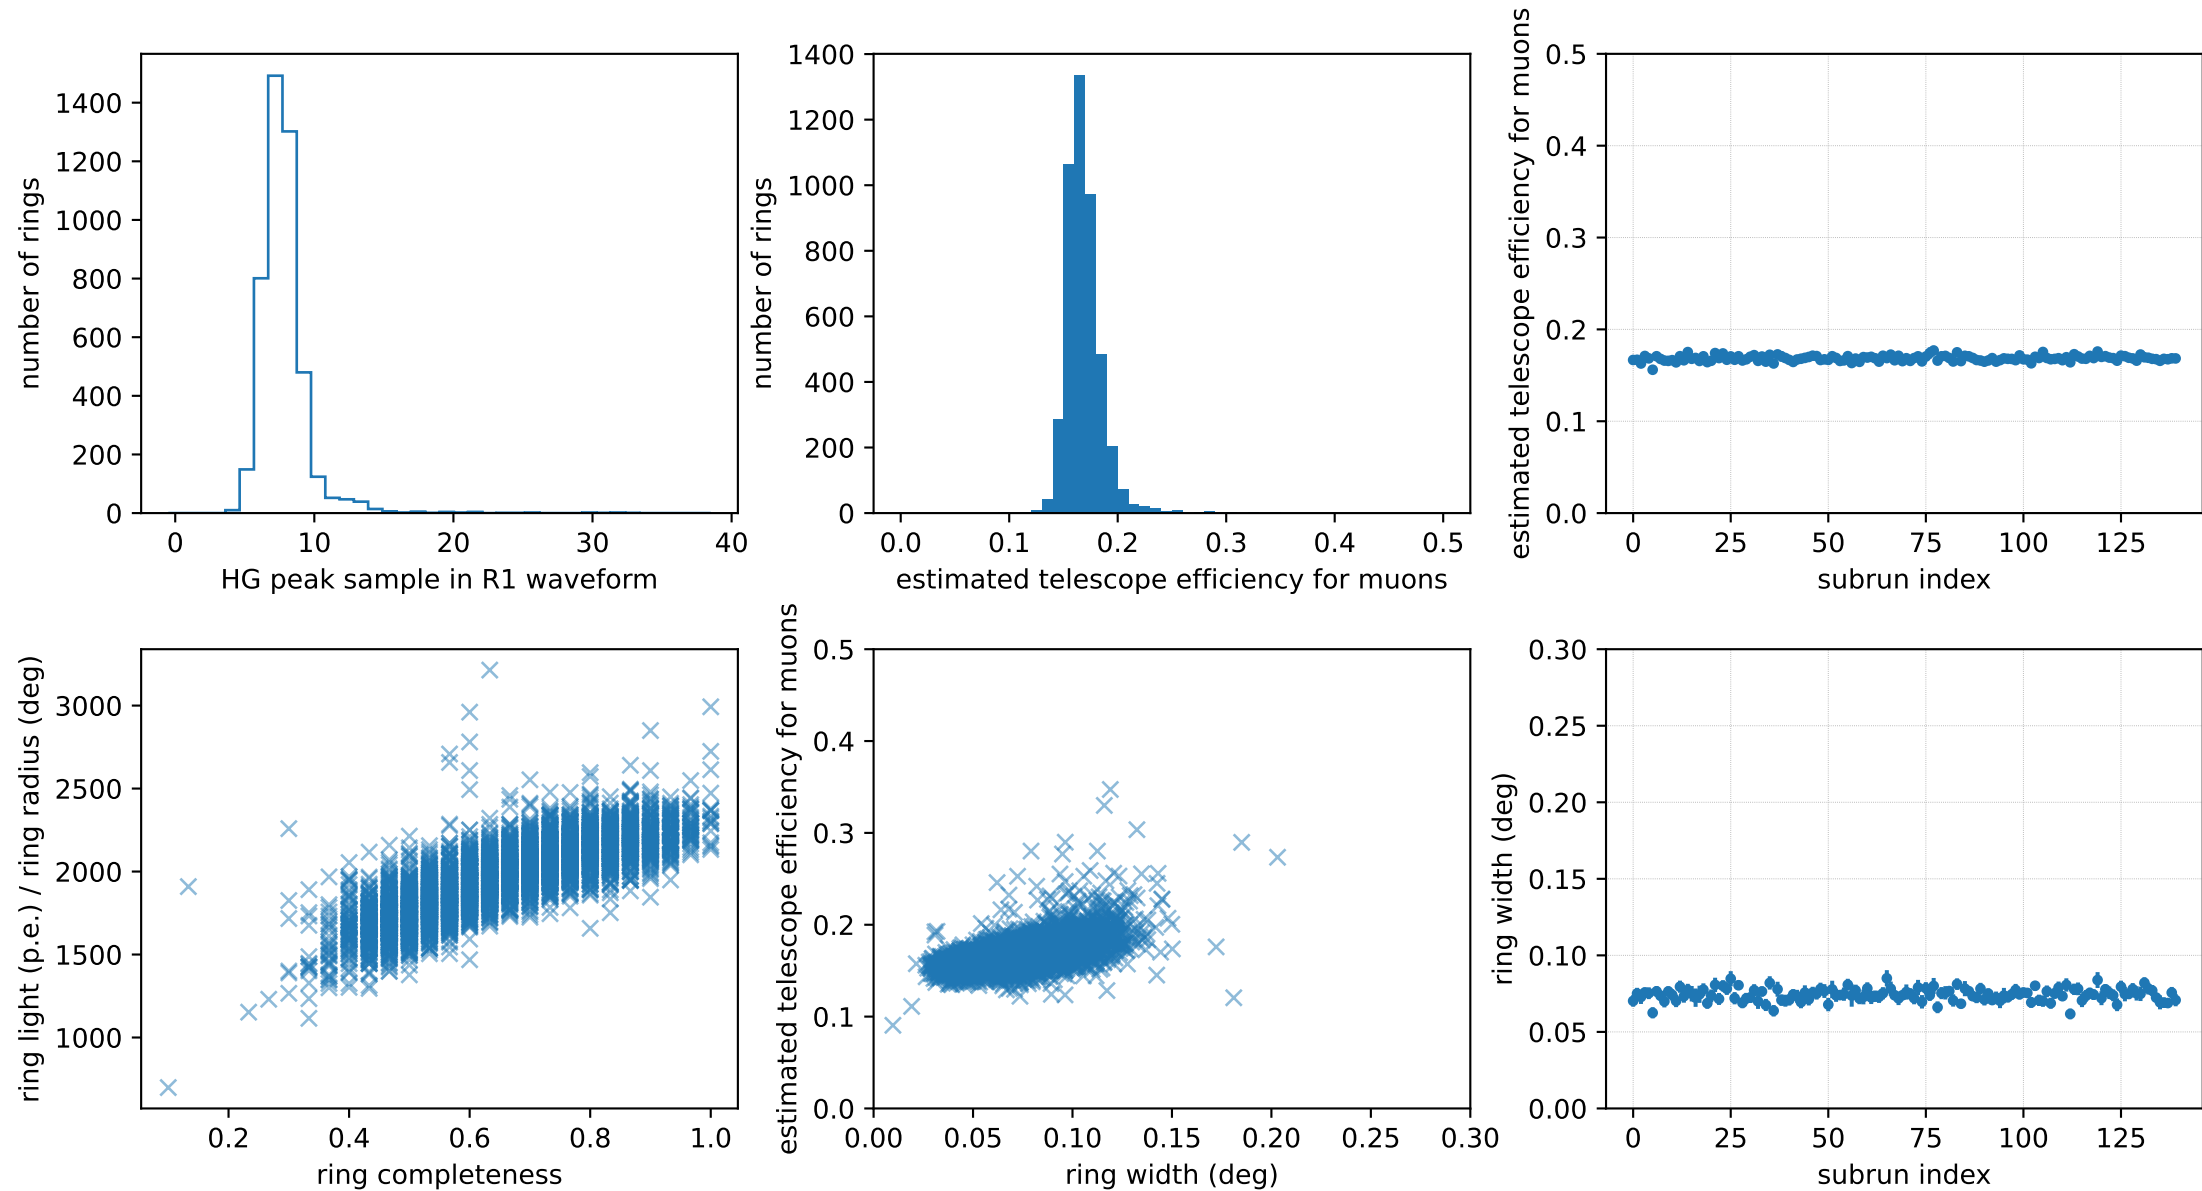 number of rings
1400
1200
1000
800
600
400
200
0
0 10 20 30 40
HG peak sample in R1 waveform
number of rings
1400
1200
1000
800
600
400
200
0
0.0 0.1 0.2 0.3 0.4 0.5
estimated telescope efficiency for muons
estimated telescope efficiency for muons
0.5
0.4
0.3
0.2
0.1
0.0
0 25 50 75 100 125
subrun index
ring light (p.e.) / ring radius (deg)
3000
2500
2000
1500
1000
0.2 0.4 0.6 0.8 1.0
ring completeness
estimated telescope efficiency for muons
0.5
0.4
0.3
0.2
0.1
0.0
0.00 0.05 0.10 0.15 0.20 0.25 0.30
ring width (deg)
ring width (deg)
0.30
0.25
0.20
0.15
0.10
0.05
0.00
0 25 50 75 100 125
subrun index